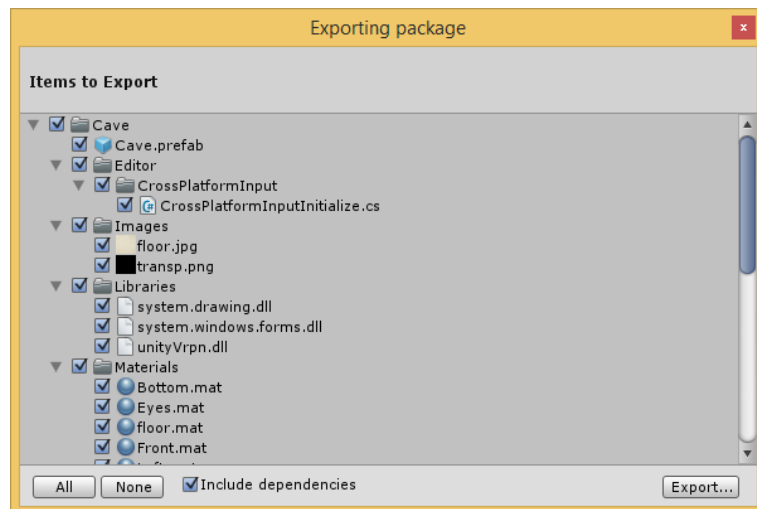 Exporting package
x
Items to Export
Cave
Cave.prefab
Editor
CrossPlatformInput
C# CrossPlatformInputInitialize.cs
Images
floor.jpg
transp.png
Libraries
system.drawing.dll
system.windows.forms.dll
unityVrpn.dll
Materials
Bottom.mat
Eyes.mat
floor.mat
Front.mat
All None Include dependencies Export...